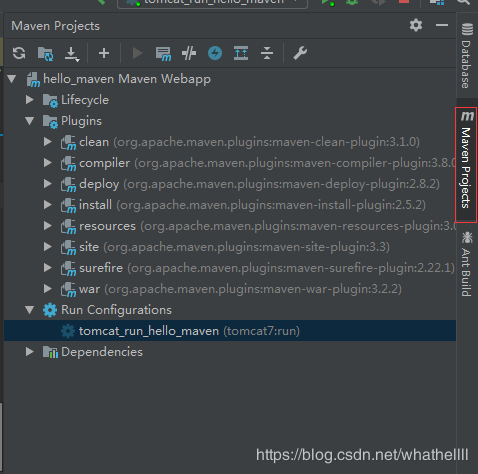 tomcat_run_hello_maven
Maven Projects
hello_maven Maven Webapp
Lifecycle
Plugins
clean (org.apache.maven.plugins:maven-clean-plugin:3.1.0)
compiler (org.apache.maven.plugins:maven-compiler-plugin:3.8.0
deploy (org.apache.maven.plugins:maven-deploy-plugin:2.8.2)
install (org.apache.maven.plugins:maven-install-plugin:2.5.2)
resources (org.apache.maven.plugins:maven-resources-plugin:3.0
site (org.apache.maven.plugins:maven-site-plugin:3.3)
surefire (org.apache.maven.plugins:maven-surefire-plugin:2.22.1)
war (org.apache.maven.plugins:maven-war-plugin:3.2.2)
Run Configurations
tomcat_run_hello_maven (tomcat7:run)
Dependencies
Database
Maven Projects
Ant Build
https://blog.csdn.net/whathellll